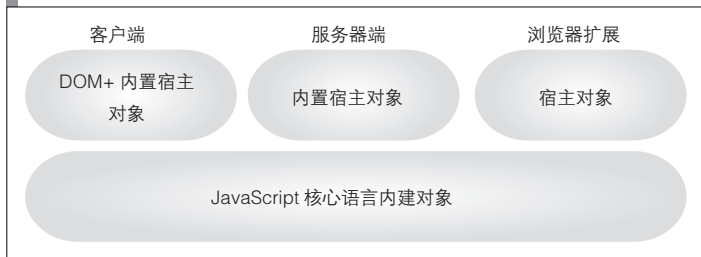 客户端
服务器端
浏览器扩展
DOM+ 内置宿主
对象
内置宿主对象
宿主对象
JavaScript 核心语言内建对象